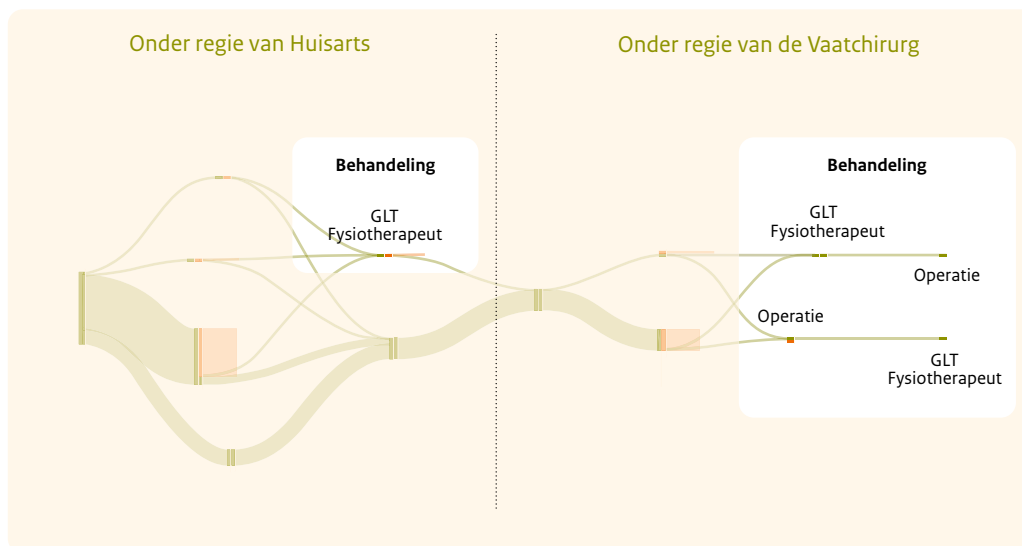 Onder regie van Huisarts
Onder regie van de Vaatchirurg
Behandeling
GLT
Fysiotherapeut
Behandeling
GLT
Fysiotherapeut
Operatie
Operatie
GLT
Fysiotherapeut